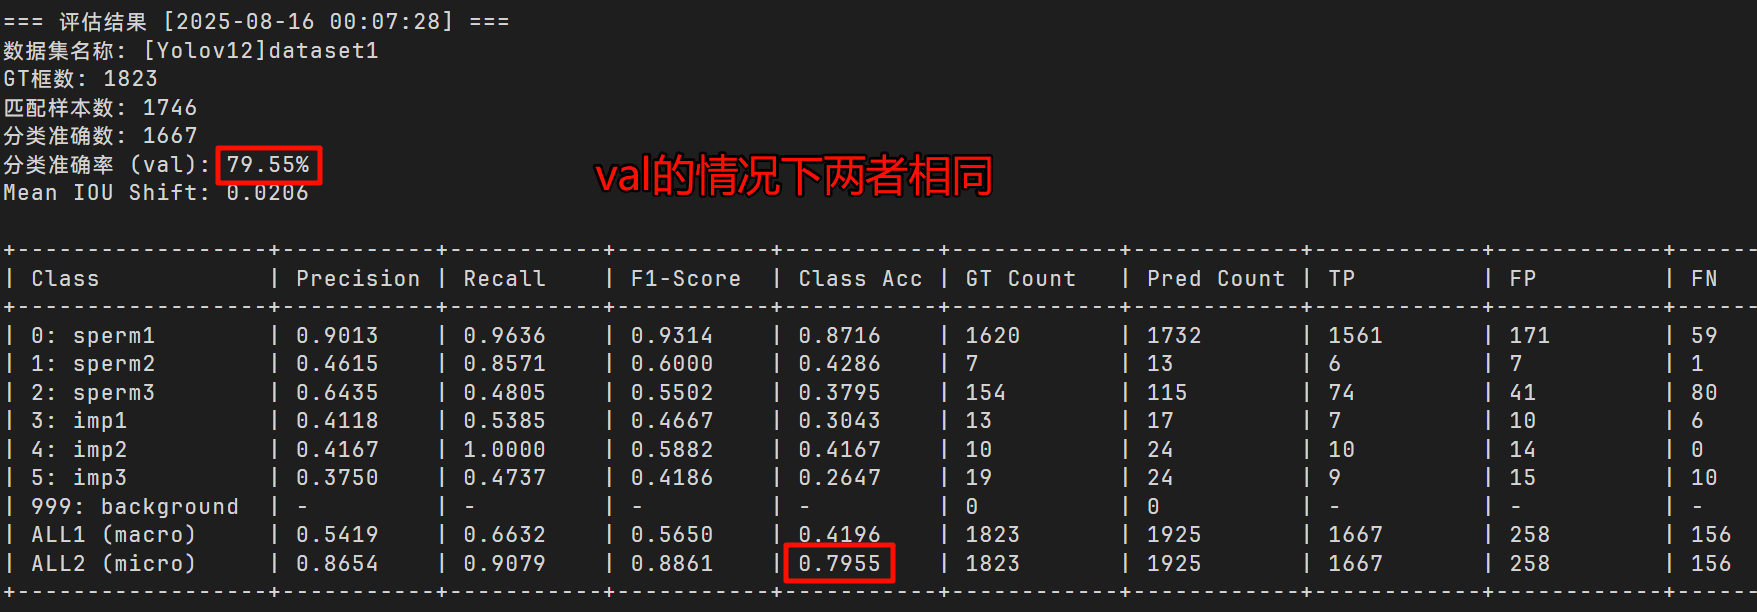 === 评估结果 [2025-08-16 00:07:28] ===
数据集名称: [Yolov12]dataset1
GT框数: 1823
匹配样本数: 1746
分类准确数: 1667
分类准确率 (val): 79.55%
val的情况下两者相同
Mean IOU Shift: 0.0206
+------------------+-----------+-----------+-----------+-----------+------------+------------+------------+------------+------
| Class | Precision | Recall | F1-Score | Class Acc | GT Count | Pred Count | TP | FP | FN
+------------------+-----------+-----------+-----------+-----------+------------+------------+------------+------------+------
| 0: sperm1 | 0.9013 | 0.9636 | 0.9314 | 0.8716 | 1620 | 1732 | 1561 | 171 | 59
| 1: sperm2 | 0.4615 | 0.8571 | 0.6000 | 0.4286 | 7 | 13 | 6 | 7 | 1
| 2: sperm3 | 0.6435 | 0.4805 | 0.5502 | 0.3795 | 154 | 115 | 74 | 41 | 80
| 3: imp1 | 0.4118 | 0.5385 | 0.4667 | 0.3043 | 13 | 17 | 7 | 10 | 6
| 4: imp2 | 0.4167 | 1.0000 | 0.5882 | 0.4167 | 10 | 24 | 10 | 14 | 0
| 5: imp3 | 0.3750 | 0.4737 | 0.4186 | 0.2647 | 19 | 24 | 9 | 15 | 10
| 999: background | - | - | - | - | 0 | 0 | - | - | -
| ALL1 (macro) | 0.5419 | 0.6632 | 0.5650 | 0.4196 | 1823 | 1925 | 1667 | 258 | 156
| ALL2 (micro) | 0.8654 | 0.9079 | 0.8861 | 0.7955 | 1823 | 1925 | 1667 | 258 | 156
+------------------+-----------+-----------+-----------+-----------+------------+------------+------------+------------+------